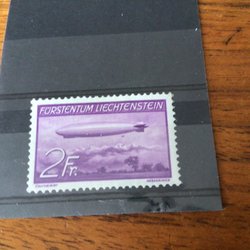 FÜRSTENTUM LIECHTENSTEIN
2 Fr.